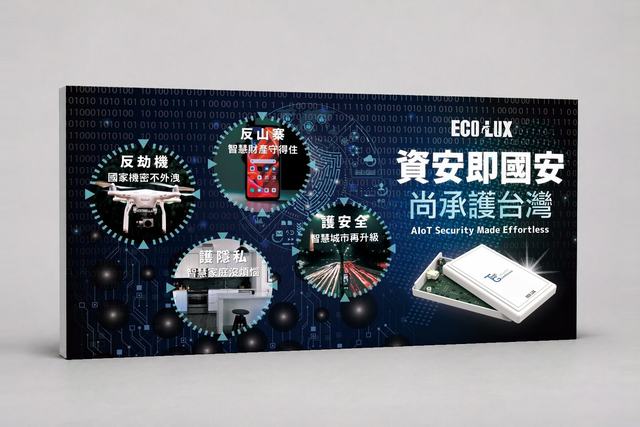 ECOLUX
資安即國安
尚承護台灣
AIoT Security Made Effortless
反劫機
國家機密不外洩
反山寨
智慧財產守得住
護安全
智慧城市再升級
護隱私
智慧家庭沒煩惱